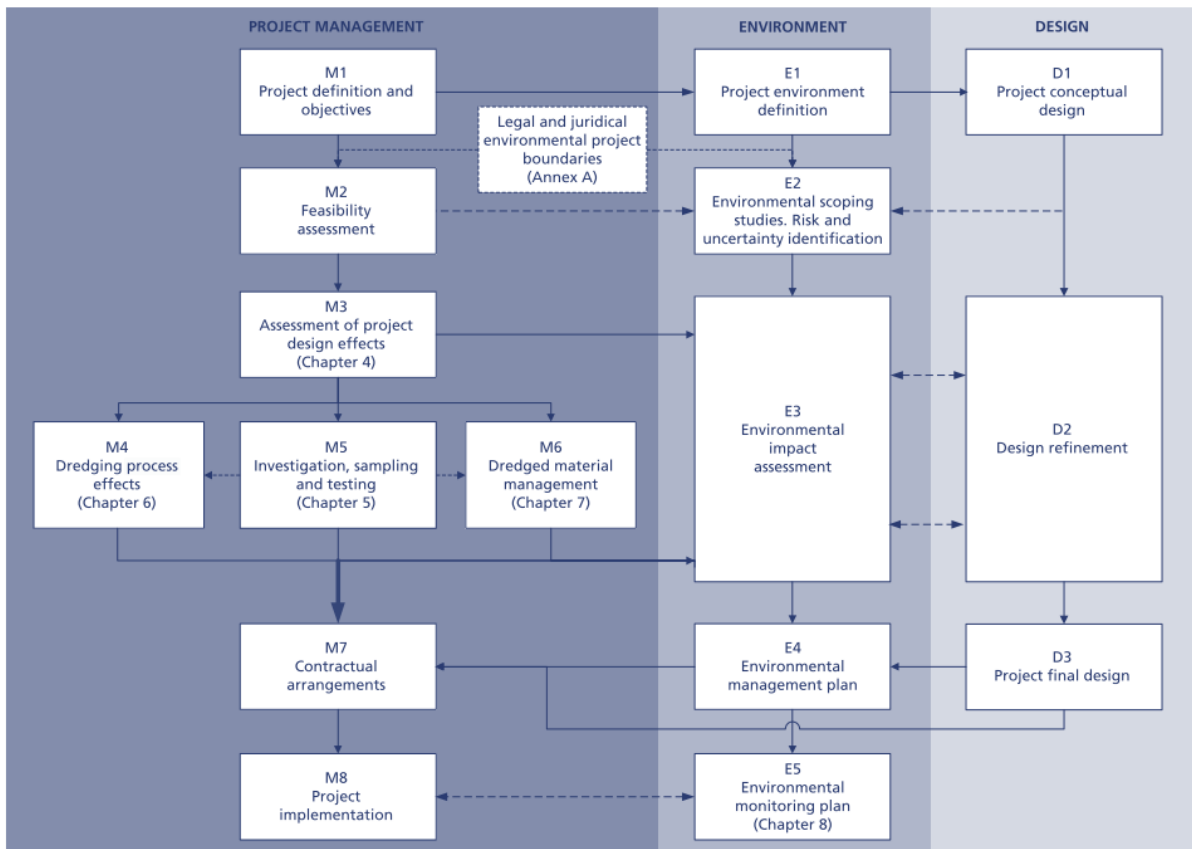 PROJECT MANAGEMENT
ENVIRONMENT
DESIGN
M1
Project definition and
objectives
E1
Project environment
definition
D1
Project conceptual
design
Legal and juridical
environmental project
boundaries
(Annex A)
M2
Feasibility
assessment
E2
Environmental scoping
studies. Risk and
uncertainty identification
M3
Assessment of project
design effects
(Chapter 4)
E3
Environmental
impact
assessment
D2
Design refinement
M4
Dredging process
effects
(Chapter 6)
M5
Investigation, sampling
and testing
(Chapter 5)
M6
Dredged material
management
(Chapter 7)
M7
Contractual
arrangements
E4
Environmental
management plan
D3
Project final design
M8
Project
implementation
E5
Environmental
monitoring plan
(Chapter 8)